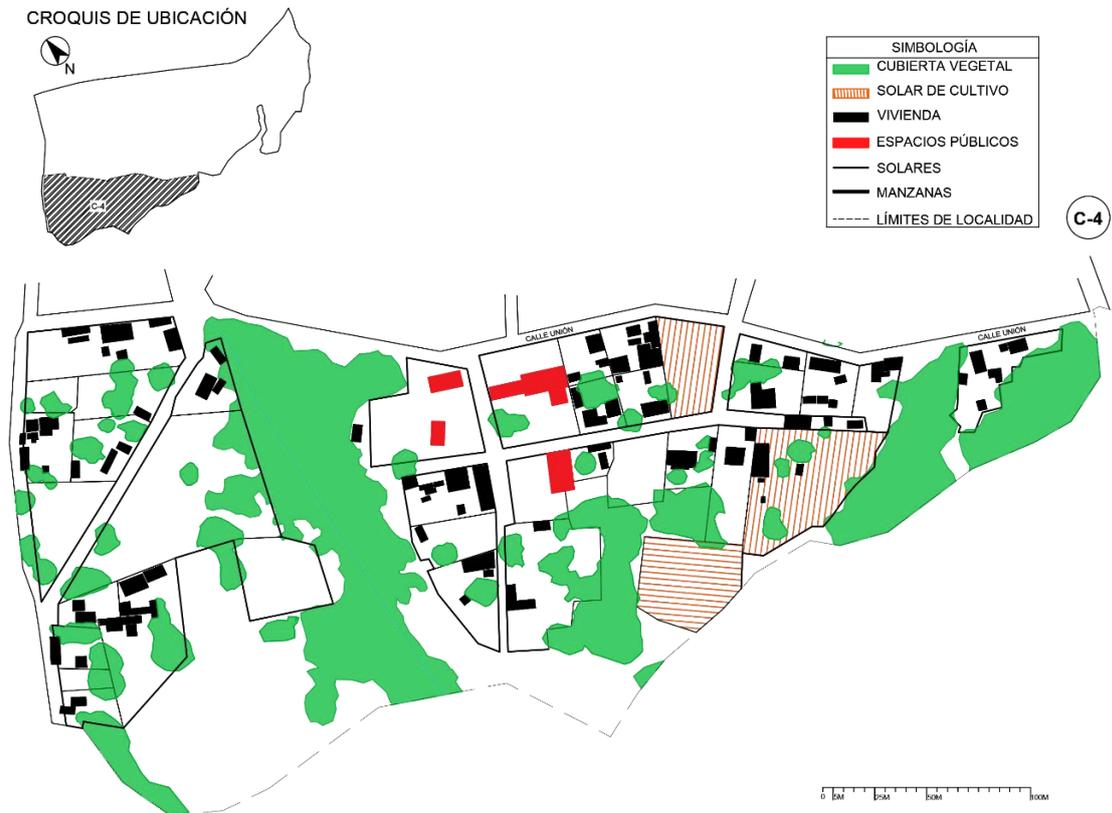 CROQUIS DE UBICACIÓN
N
C-4
SIMBOLOGÍA
CUBIERTA VEGETAL
SOLAR DE CULTIVO
VIVIENDA
ESPACIOS PÚBLICOS
SOLARES
MANZANAS
LÍMITES DE LOCALIDAD
C-4
CALLE UNIÓN
CALLE UNIÓN
0 5M 25M 50M 100M